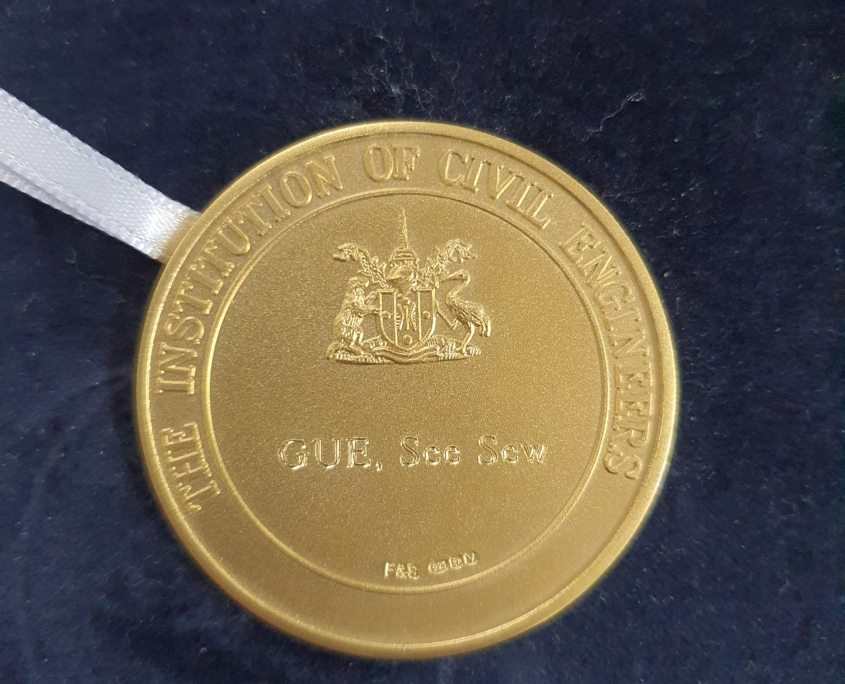 THE INSTITUTION OF CIVIL ENGINEERS
GUE, See Sew
F&S